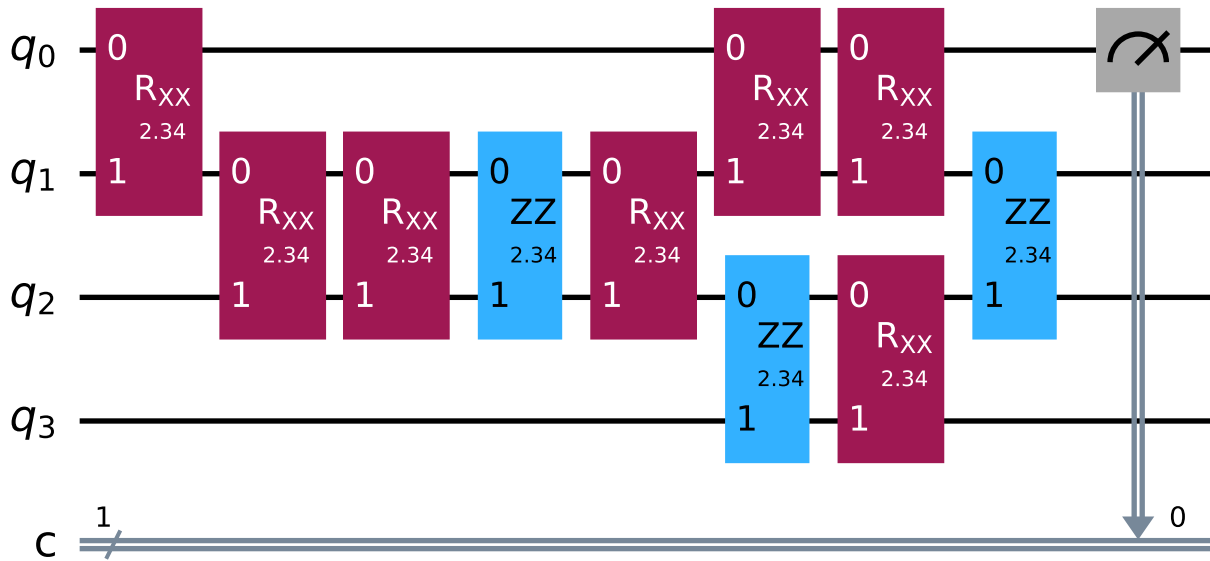 q0 0 0 0
RXX RXX RXX
2.34 2.34 2.34
q1 1 0 0 0 0 1 1 0
RXX RXX ZZ RXX ZZ
2.34 2.34 2.34 2.34 2.34
q2 1 1 1 1 0 0 1
ZZ RXX
2.34 2.34
q3 1 1
1 0
c